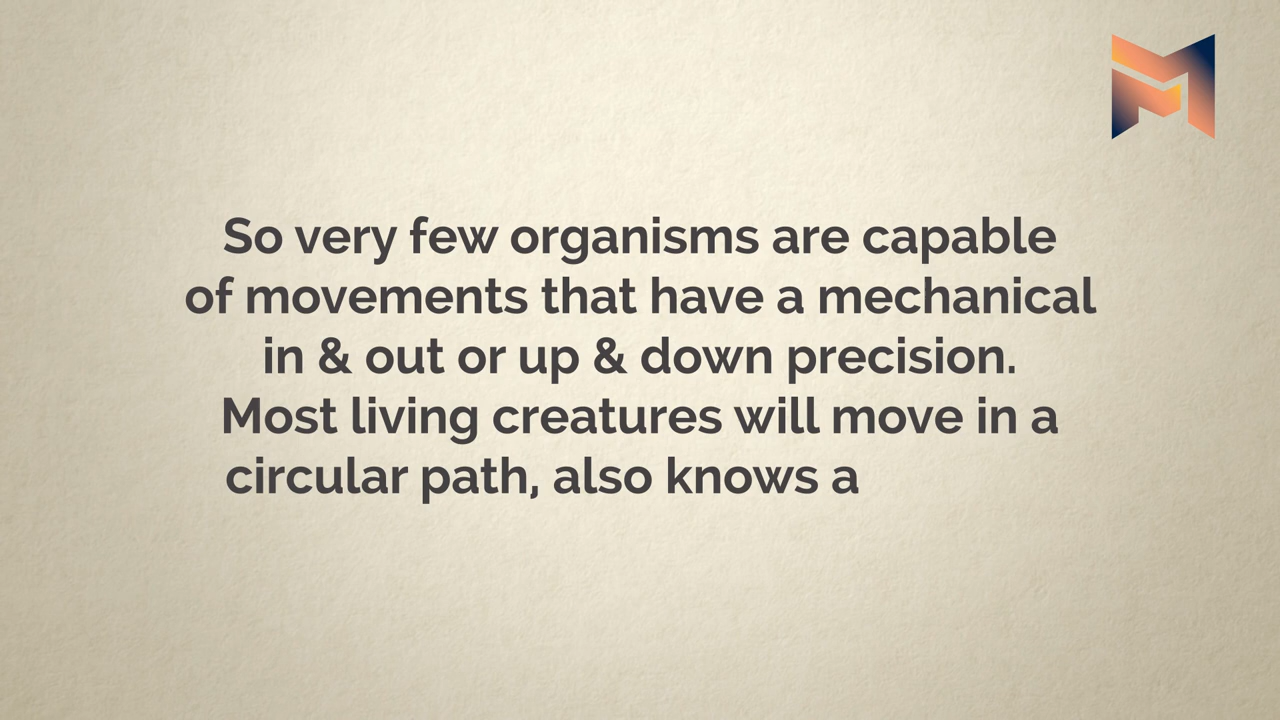 So very few organisms are capable
of movements that have a mechanical
in & out or up & down precision.
Most living creatures will move in a
circular path, also knows a